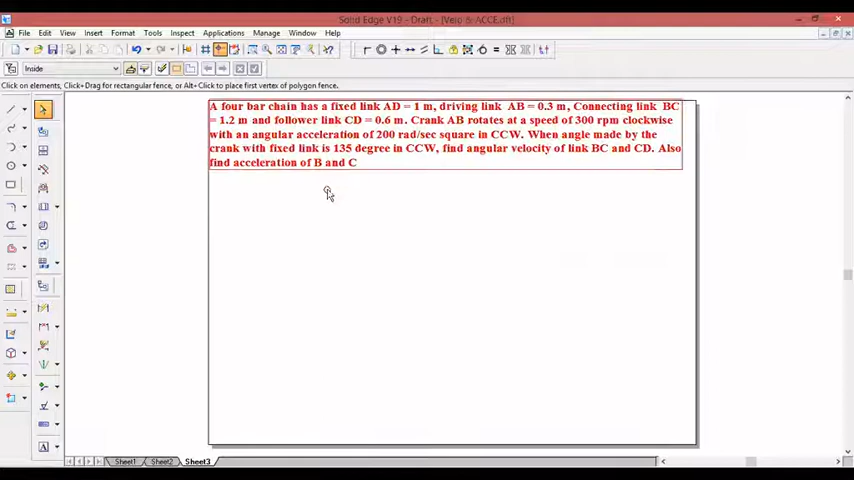 Solid Edge V19 - Draft - [Velo & ACCE.dft]
File Edit View Insert Format Tools Inspect Applications Manage Window Help
Inside
Click on elements, Click+Drag for rectangular fence, or Alt+Click to place first vertex of polygon fence.
A four bar chain has a fixed link AD = 1 m, driving link AB = 0.3 m, Connecting link BC
= 1.2 m and follower link CD = 0.6 m. Crank AB rotates at a speed of 300 rpm clockwise
with an angular acceleration of 200 rad/sec square in CCW. When angle made by the
crank with fixed link is 135 degree in CCW, find angular velocity of link BC and CD. Also
find acceleration of B and C
A
Sheet1 Sheet2 Sheet3